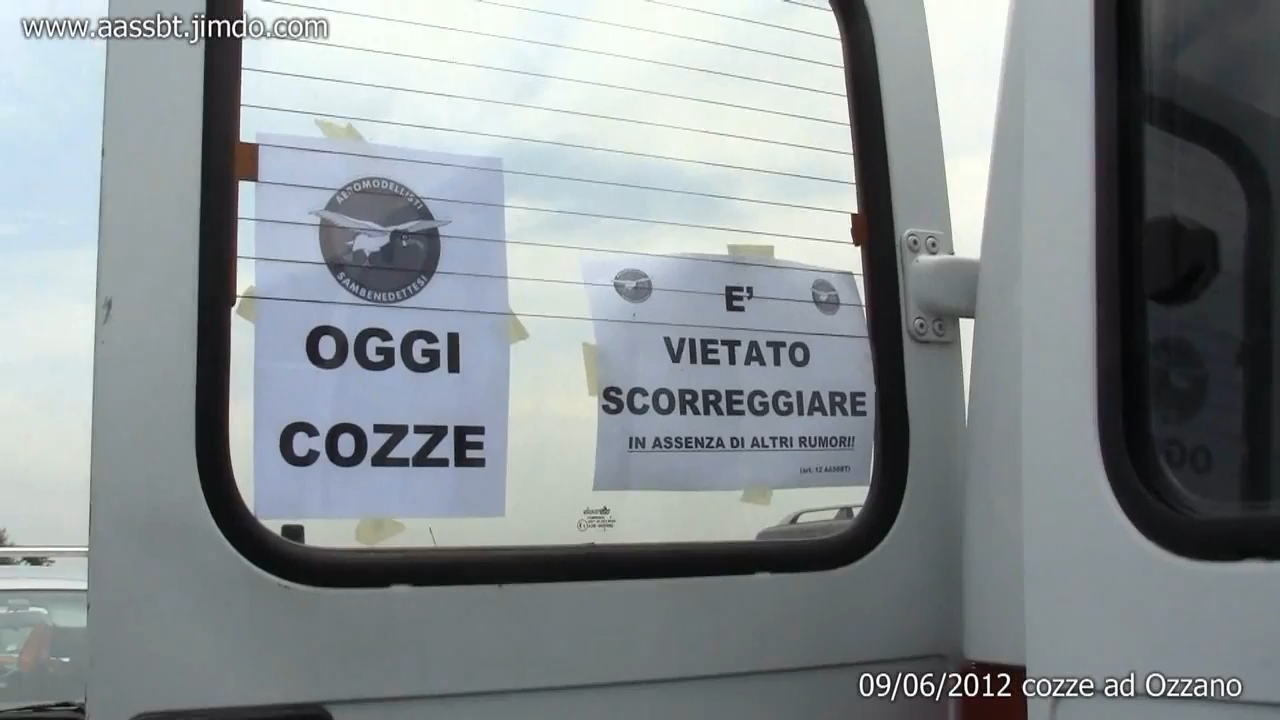 www.aassbt.jimdo.com
AEROMODELLISTI
SAMBENEDETTESI
OGGI
COZZE
E'
VIETATO
SCORREGGIARE
IN ASSENZA DI ALTRI RUMORI!
(art. 12 AASSBT)
09/06/2012 cozze ad Ozzano